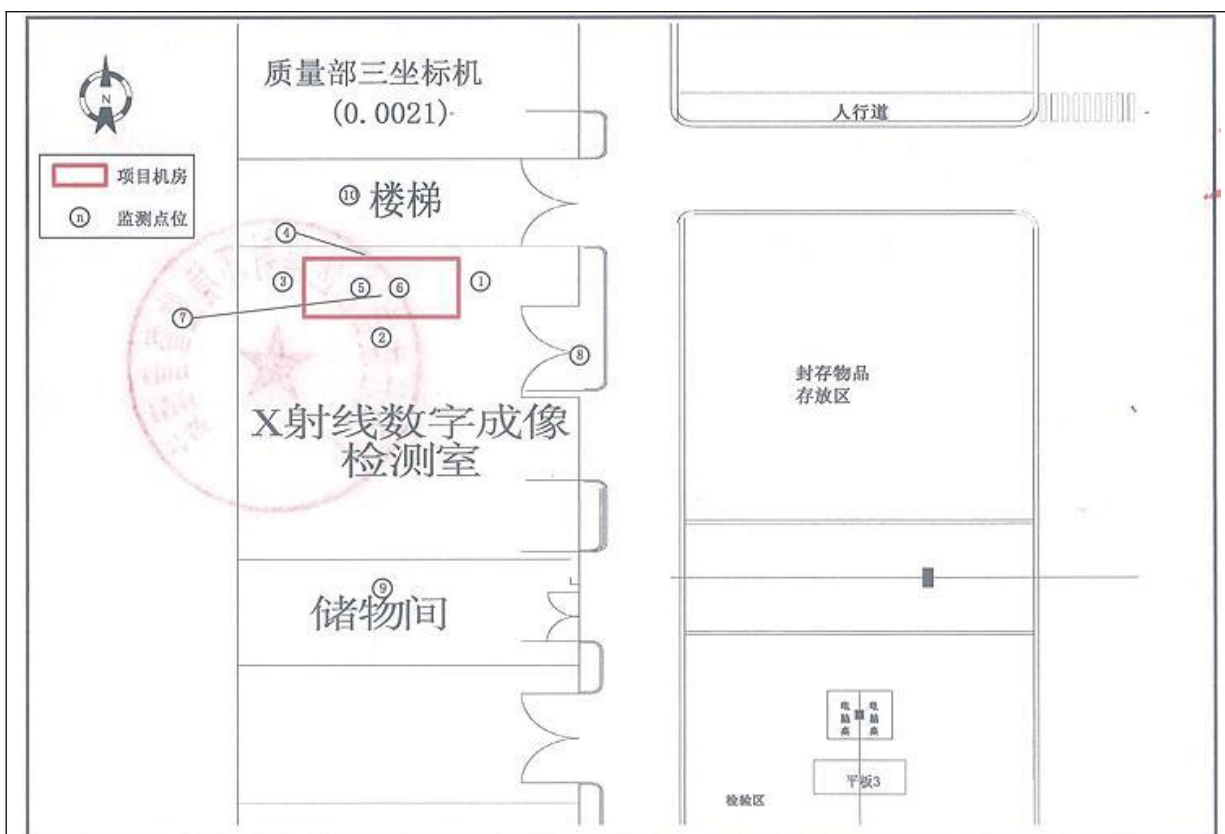 质量部三坐标机
(0.0021)
N
人行道
项目机房
n 监测点位
⑩ 楼梯
④
③
⑤
⑥
①
⑦
②
⑧
封存物品
存放区
X射线数字成像
检测室
⑨
储物间
电脑桌
电脑桌
平板3
检验区